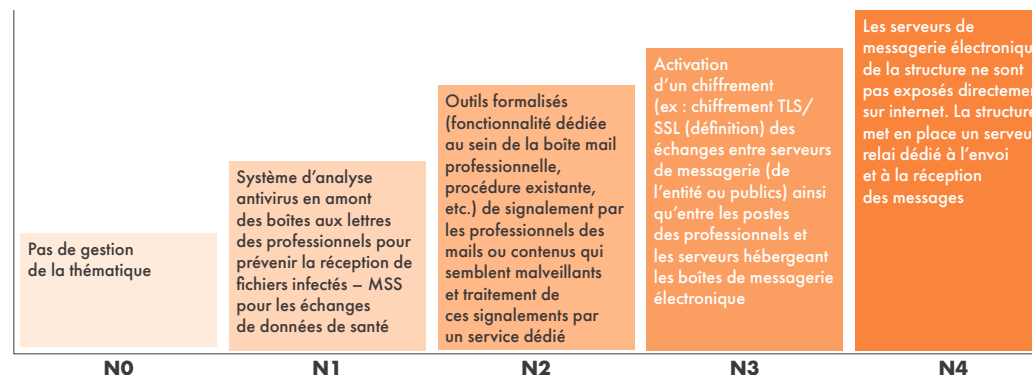 Pas de gestion
de la thématique
Système d'analyse
antivirus en amont
des boîtes aux lettres
des professionnels pour
prévenir la réception de
fichiers infectés – MSS
pour les échanges
de données de santé
Outils formalisés
(fonctionnalité dédiée
au sein de la boîte mail
professionnelle,
procédure existante,
etc.) de signalement par
les professionnels des
mails ou contenus qui
semblent malveillants
et traitement de
ces signalements par
un service dédié
Activation
d'un chiffrement
(ex : chiffrement TLS/
SSL (définition) des
échanges entre serveurs
de messagerie (de
l'entité ou publics) ainsi
qu'entre les postes
des professionnels et
les serveurs hébergeant
les boîtes de messagerie
électronique
Les serveurs de
messagerie électroniqu
de la structure ne sont
pas exposés directemen
sur internet. La structure
met en place un serveu
relai dédié à l'envoi
et à la réception
des messages
N0
N1
N2
N3
N4